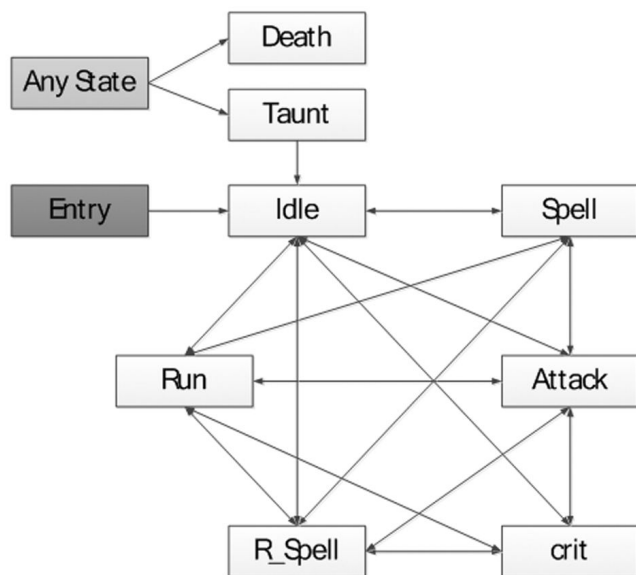 Death
Any State
Taunt
Entry
Idle
Spell
Run
Attack
R_Spell
crit